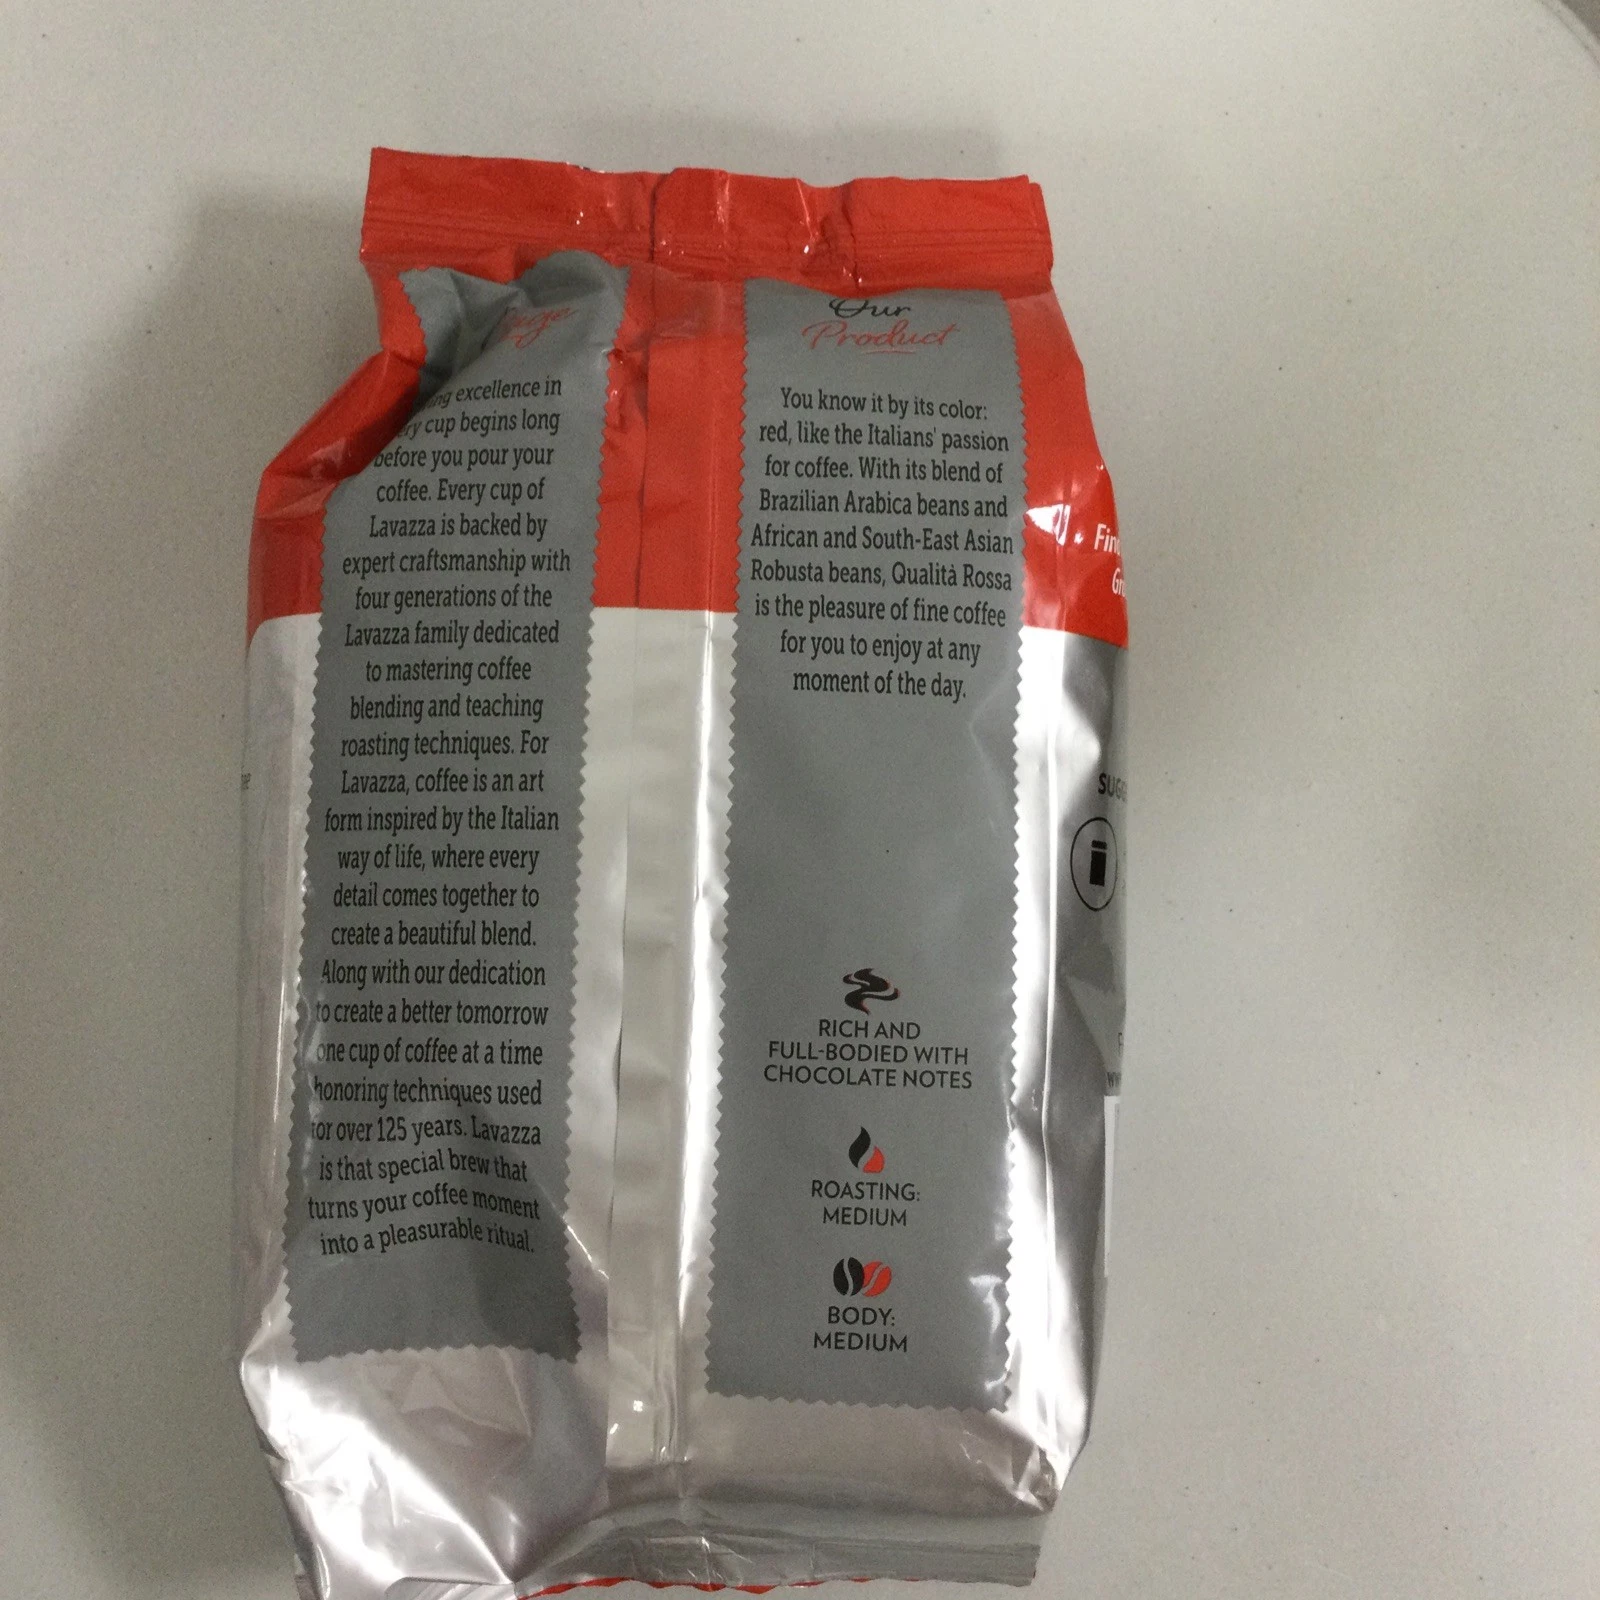 excellence in
cup begins long
before you pour your
coffee. Every cup of
Lavazza is backed by
expert craftsmanship with
four generations of the
Lavazza family dedicated
to mastering coffee
blending and teaching
roasting techniques. For
Lavazza, coffee is an art
form inspired by the Italian
way of life, where every
detail comes together to
create a beautiful blend.
Along with our dedication
to create a better tomorrow
one cup of coffee at a time
honoring techniques used
for over 125 years. Lavazza
is that special brew that
turns your coffee moment
into a pleasurable ritual.
Our
Product
You know it by its color:
red, like the Italians' passion
for coffee. With its blend of
Brazilian Arabica beans and
African and South-East Asian
Robusta beans, Qualità Rossa
is the pleasure of fine coffee
for you to enjoy at any
moment of the day.
RICH AND
FULL-BODIED WITH
CHOCOLATE NOTES
ROASTING:
MEDIUM
BODY:
MEDIUM